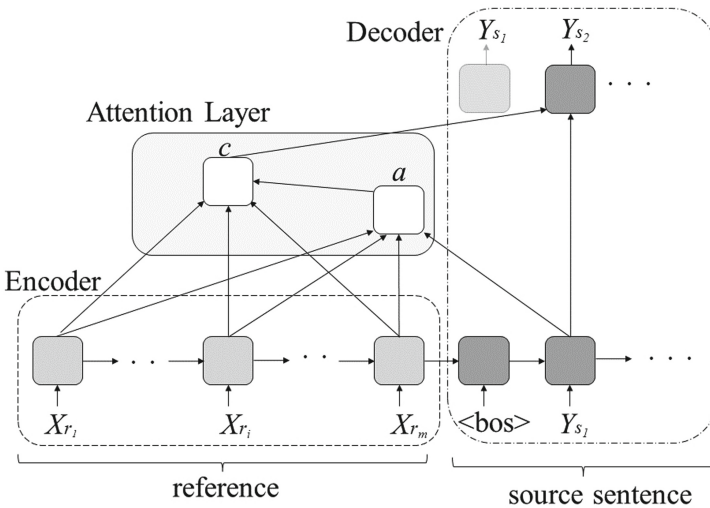 Decoder Ys1 Ys2
. . .
Attention Layer
c
a
Encoder
. . . . . . .
Xr1 Xri Xrm <bos> Ys1
reference
source sentence